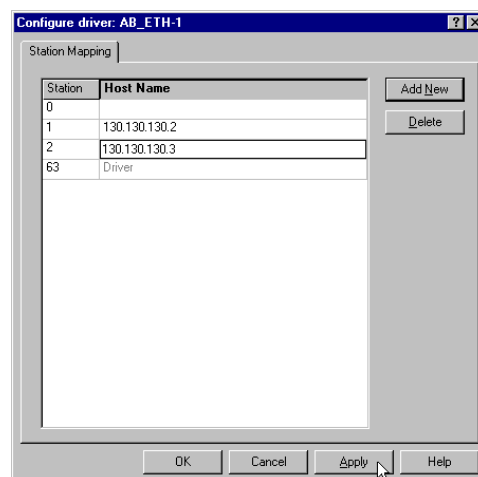 Configure driver: AB_ETH-1
Station Mapping
Station Host Name
Add New
0
1 130.130.130.2
Delete
2 130.130.130.3
63 Driver
OK Cancel Apply Help